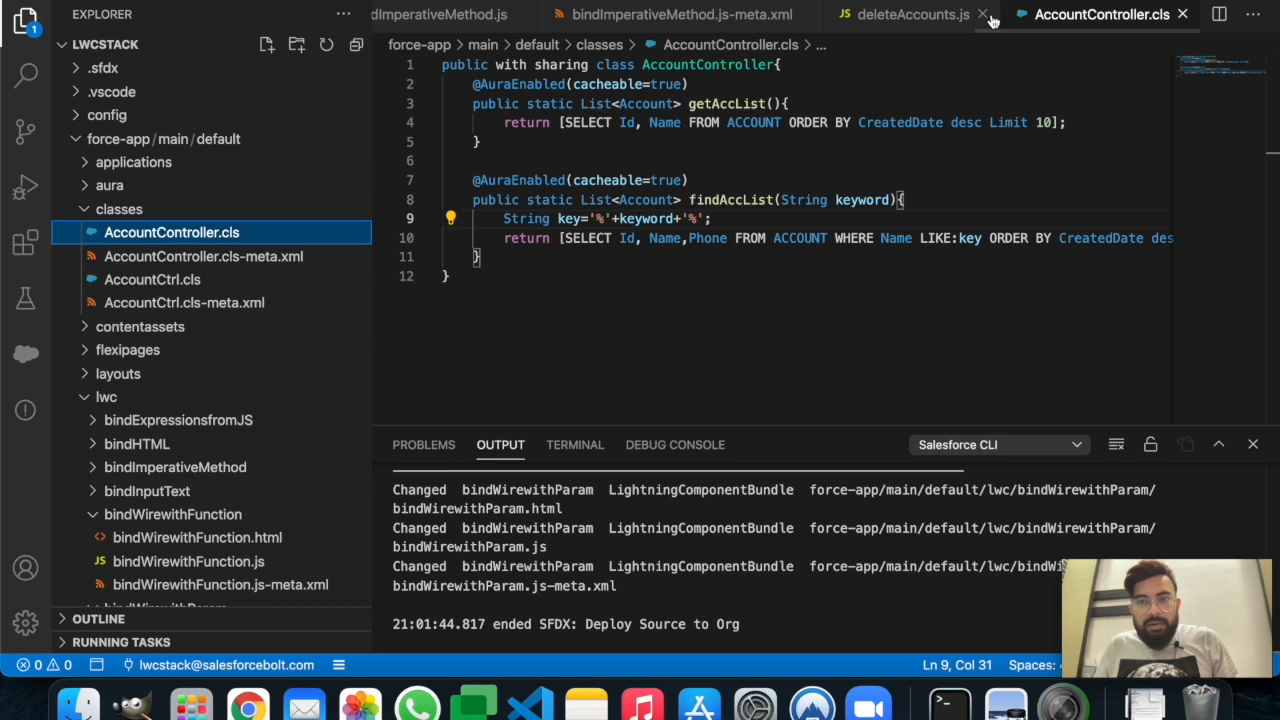 EXPLORER
dImperativeMethod.js
bindImperativeMethod.js-meta.xml
JS deleteAccounts.js
AccountController.cls
1
LWCSTACK
force-app > main > default > classes > AccountController.cls > ...
.sfdx
.vscode
config
force-app/main/default
applications
aura
classes
AccountController.cls
AccountController.cls-meta.xml
AccountCtrl.cls
AccountCtrl.cls-meta.xml
contentassets
flexipages
layouts
lwc
bindExpressionsfromJS
bindHTML
bindImperativeMethod
bindInputText
bindWirewithFunction
<> bindWirewithFunction.html
JS bindWirewithFunction.js
bindWirewithFunction.js-meta.xml
bindWirewithParam
OUTLINE
RUNNING TASKS
1 public with sharing class AccountController{
2 @AuraEnabled(cacheable=true)
3 public static List<Account> getAccList(){
4 return [SELECT Id, Name FROM ACCOUNT ORDER BY CreatedDate desc Limit 10];
5 }
6
7 @AuraEnabled(cacheable=true)
8 public static List<Account> findAccList(String keyword){
9 String key='%'+keyword+'%';
10 return [SELECT Id, Name,Phone FROM ACCOUNT WHERE Name LIKE:key ORDER BY CreatedDate des
11 }
12 }
PROBLEMS OUTPUT TERMINAL DEBUG CONSOLE Salesforce CLI
Changed bindWirewithParam LightningComponentBundle force-app/main/default/lwc/bindWirewithParam/
bindWirewithParam.html
Changed bindWirewithParam LightningComponentBundle force-app/main/default/lwc/bindWirewithParam/
bindWirewithParam.js
Changed bindWirewithParam LightningComponentBundle force-app/main/default/lwc/bindWi
bindWirewithParam.js-meta.xml
21:01:44.817 ended SFDX: Deploy Source to Org
0 0 lwcstack@salesforcebolt.com Ln 9, Col 31 Spaces: